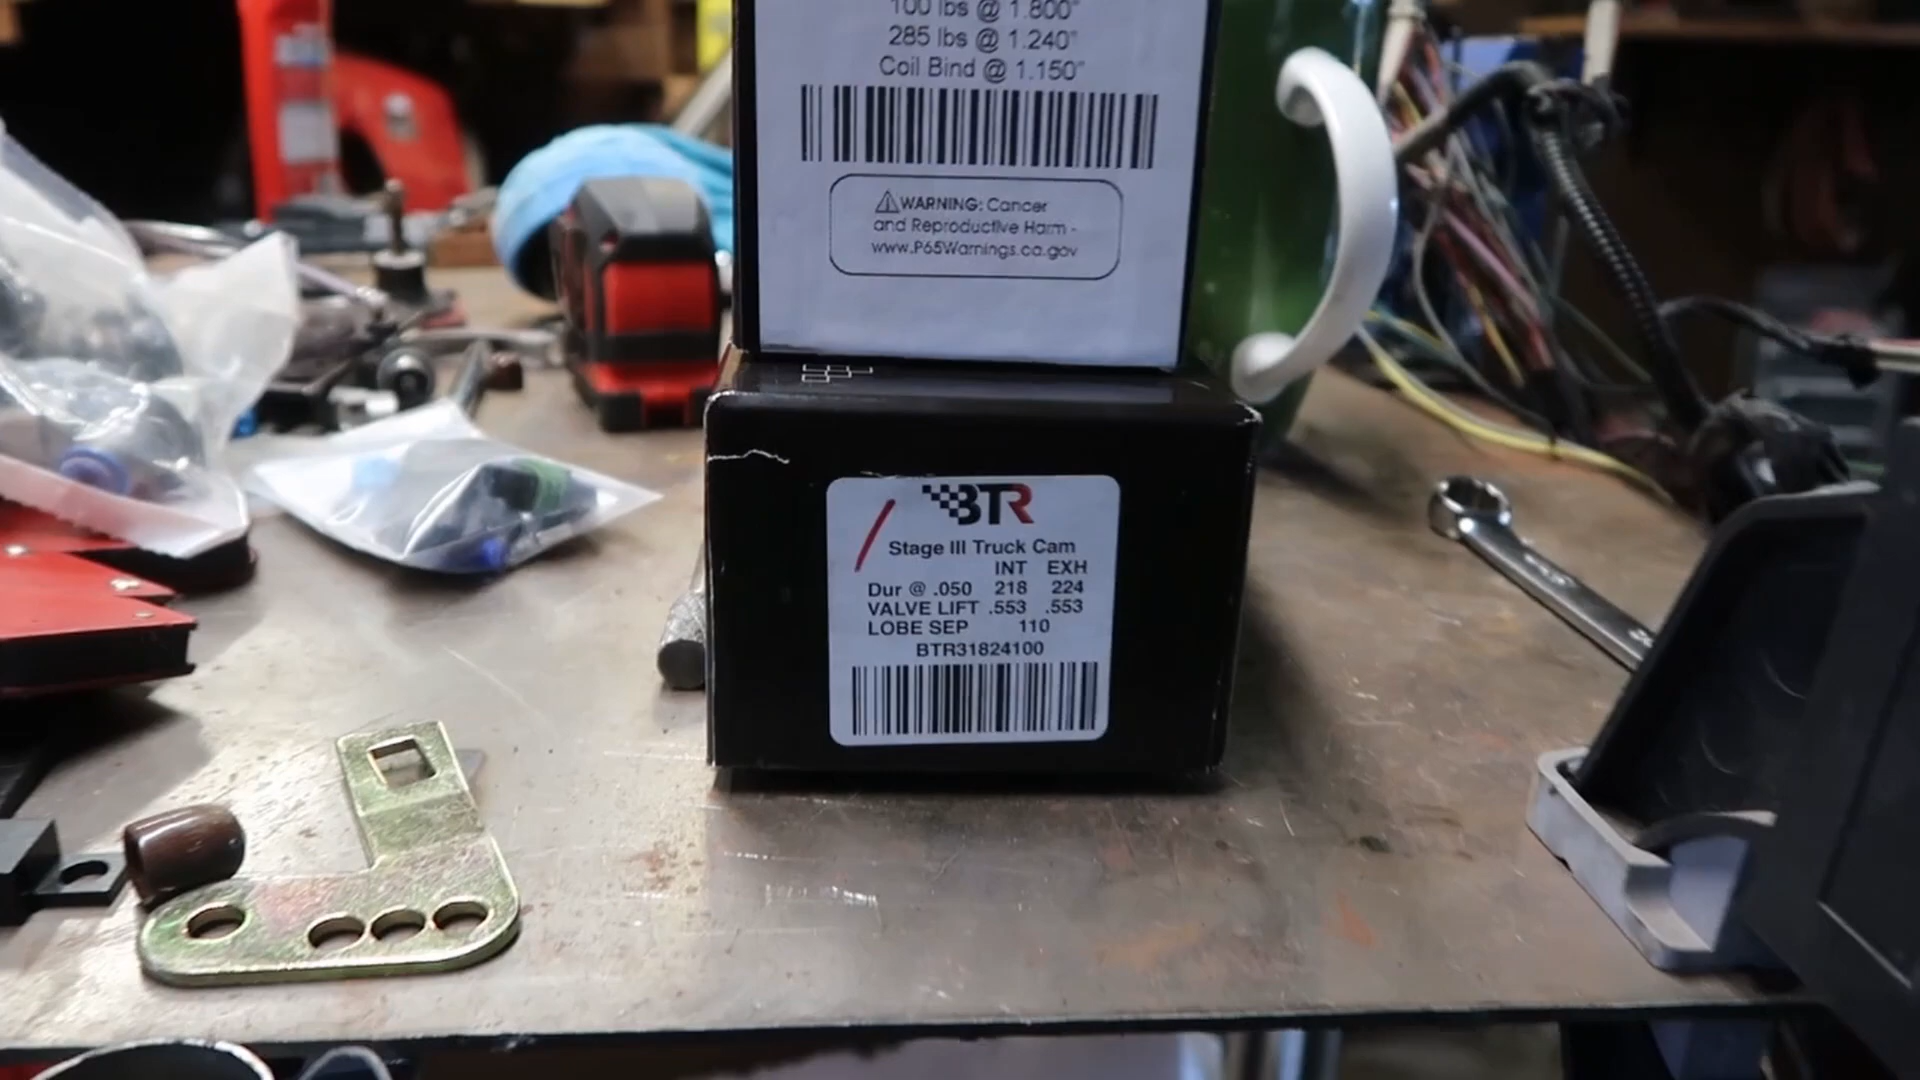 100 lbs @ 1.800"
285 lbs @ 1.240"
Coil Bind @ 1.150"
⚠WARNING: Cancer
and Reproductive Harm -
www.P65Warnings.ca.gov
BTR
Stage III Truck Cam
INT EXH
Dur @ .050 218 224
VALVE LIFT .553 .553
LOBE SEP 110
BTR31824100